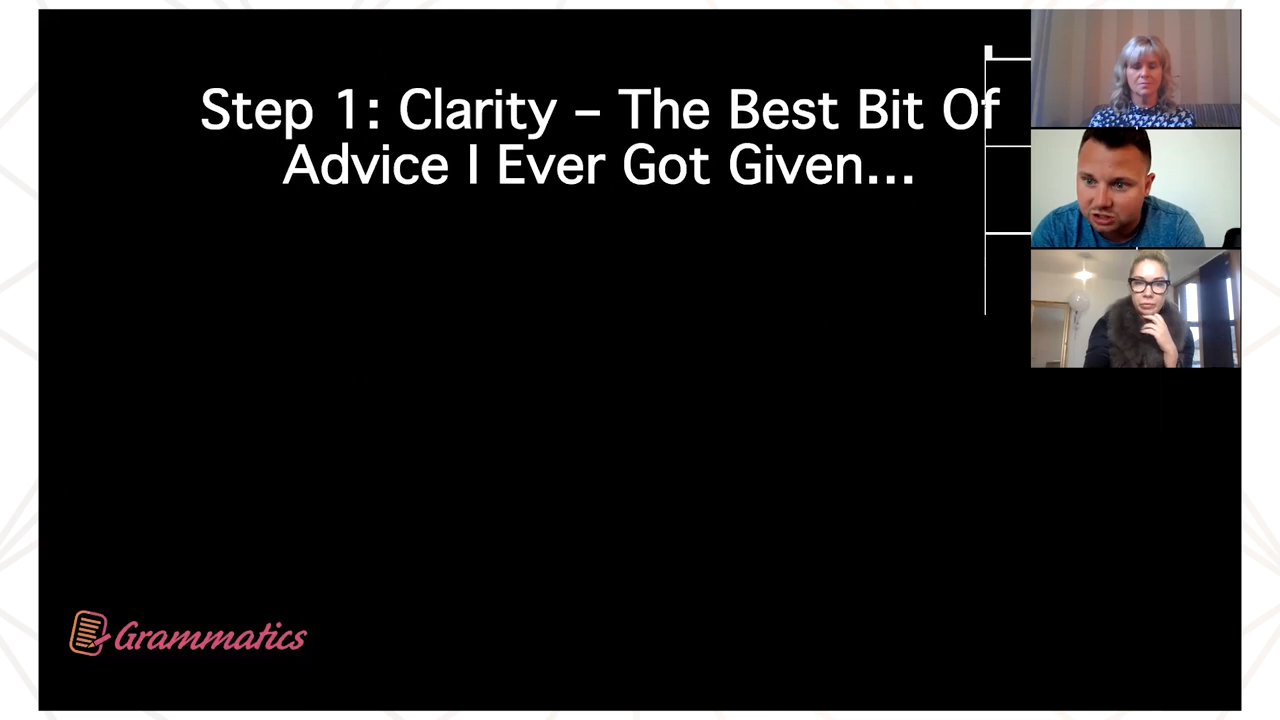 Step 1: Clarity – The Best Bit Of
Advice I Ever Got Given...
Grammatics